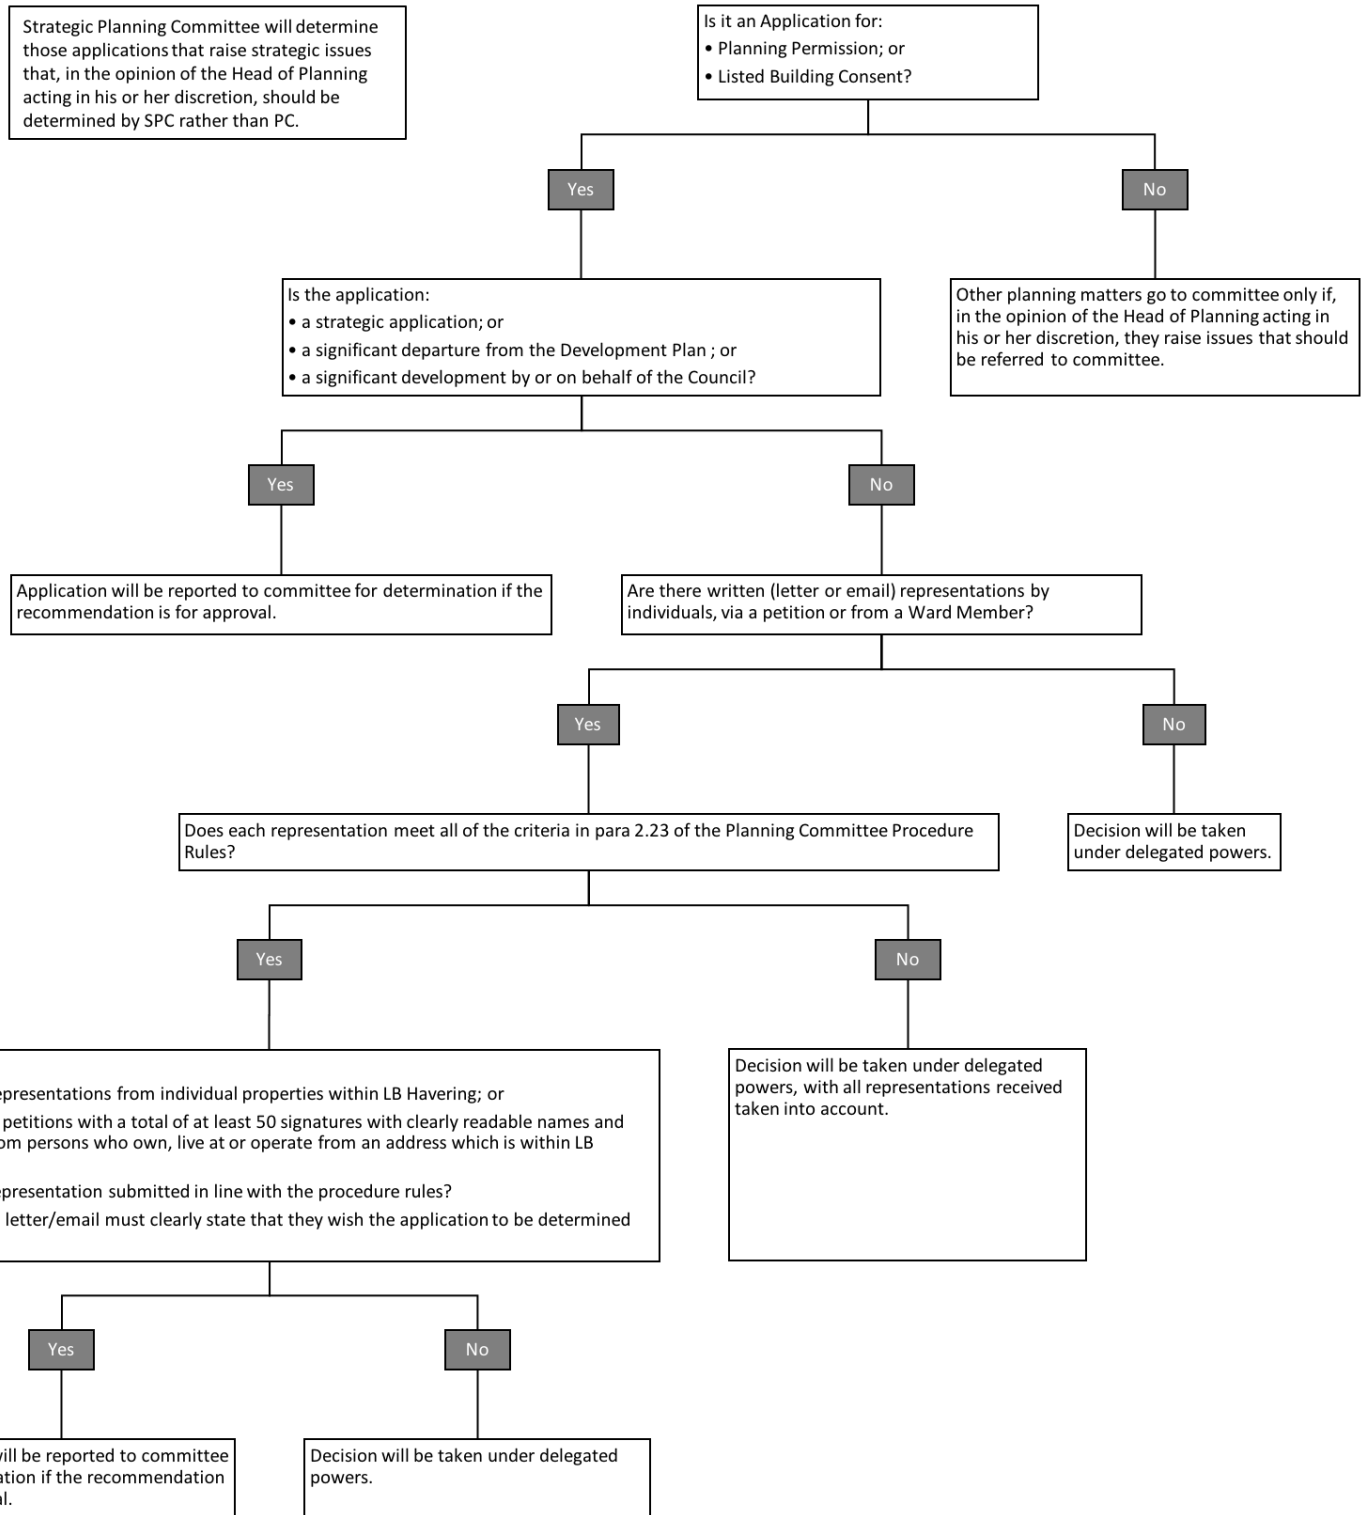 Strategic Planning Committee will determine
those applications that raise strategic issues
that, in the opinion of the Head of Planning
acting in his or her discretion, should be
determined by SPC rather than PC.
Is it an Application for:
• Planning Permission; or
• Listed Building Consent?
Yes
No
Is the application:
• a strategic application; or
• a significant departure from the Development Plan ; or
• a significant development by or on behalf of the Council?
Other planning matters go to committee only if,
in the opinion of the Head of Planning acting in
his or her discretion, they raise issues that should
be referred to committee.
Yes
No
Application will be reported to committee for determination if the
recommendation is for approval.
Are there written (letter or email) representations by
individuals, via a petition or from a Ward Member?
Yes
No
Does each representation meet all of the criteria in para 2.23 of the Planning Committee Procedure
Rules?
Decision will be taken
under delegated powers.
Yes
No
representations from individual properties within LB Havering; or
petitions with a total of at least 50 signatures with clearly readable names and
om persons who own, live at or operate from an address which is within LB
epresentation submitted in line with the procedure rules?
letter/email must clearly state that they wish the application to be determined
Decision will be taken under delegated
powers, with all representations received
taken into account.
Yes
No
will be reported to committee
ation if the recommendation
al.
Decision will be taken under delegated
powers.